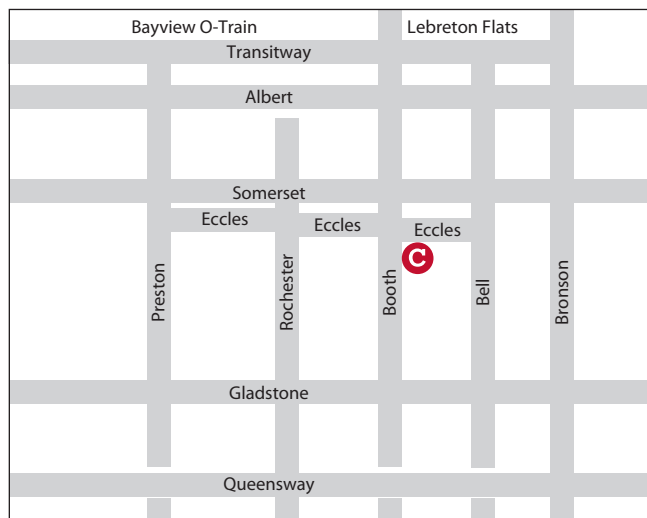 Bayview O-Train
Lebreton Flats
Transitway
Albert
Somerset
Eccles
Eccles
Eccles
C
Preston
Rochester
Booth
Bell
Bronson
Gladstone
Queensway